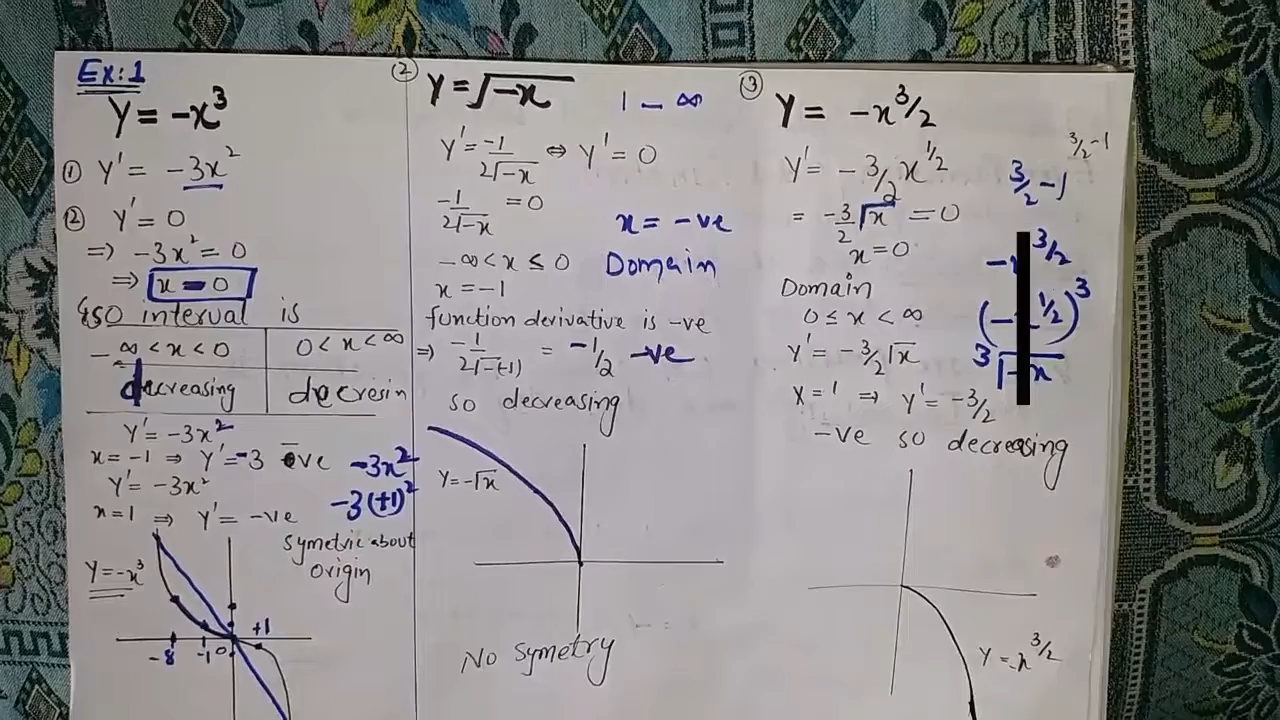 Ex:1
Y = -x³
① Y' = -3x²
② Y' = 0
=> -3x² = 0
=> x = 0
So interval is
-∞ < x < 0 | 0 < x < ∞
decreasing | decresin
Y' = -3x²
x = -1 => Y' = -3 -ve
-3x²
Y' = -3x²
-3(+1)²
x = 1 => Y' = -ve
Symetric about
origin
Y = -x³
+1
-8 -1 0
② Y = √-x
1 - ∞
Y' = -1/2√-x ⇔ Y' = 0
-1/2√-x = 0
x = -ve
-∞ < x ≤ 0 Domain
x = -1
function derivative is -ve
=> -1/2√-(-1) = -1/2 -ve
so decreasing
Y = -√x
No Symetry
③ Y = -x^3/2
3/2 -1
Y' = -3/2 x^1/2
3/2 - 1
= -3/2 √x = 0
x = 0
Domain
0 ≤ x < ∞
Y' = -3/2 √x
x = 1 => Y' = -3/2
-ve so decreasing
Y = -x^3/2